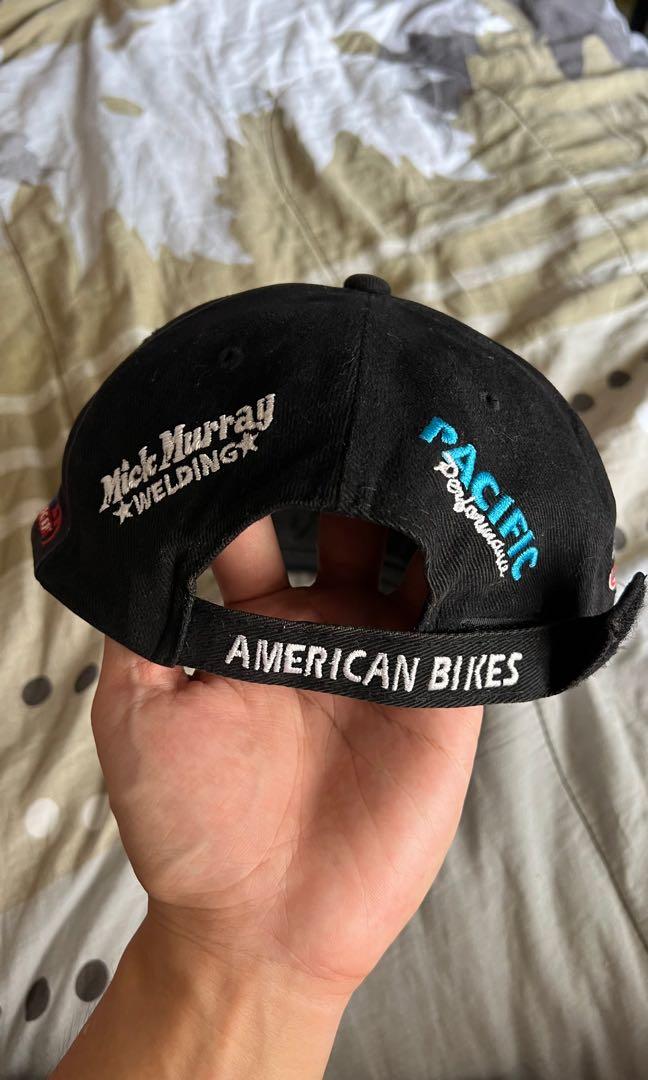 Mick Murray
WELDING
PACIFIC
Performance
AMERICAN BIKES